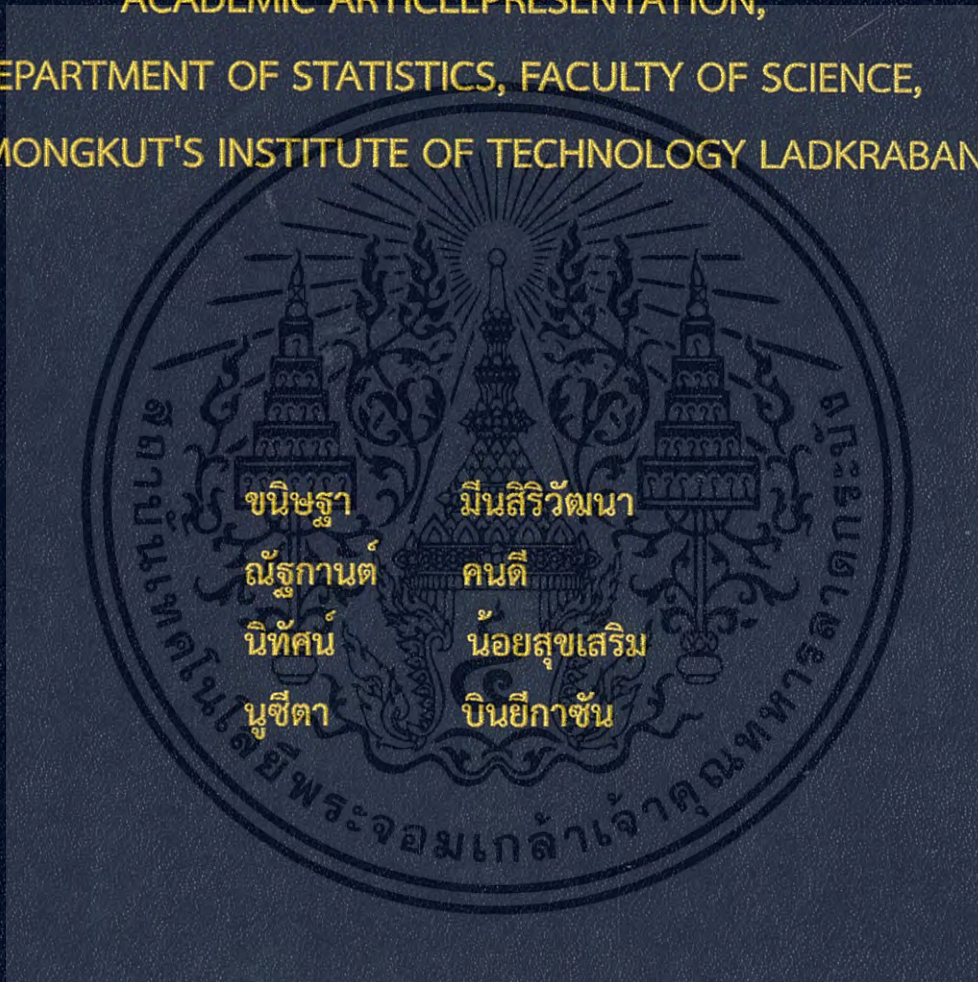 ACADEMIC ARTICLEPRESENTATION,
EPARTMENT OF STATISTICS, FACULTY OF SCIENCE,
MONGKUT'S INSTITUTE OF TECHNOLOGY LADKRABAN
ขนิษฐา มีนสิริวัฒนา
ณัฐกานต์ คนดี
นิทัศน์ น้อยสุขเสริม
นูซีตา บินยีกาซัน
สถาบันเทคโนโลยีพระจอมเกล้าเจ้าคุณทหารลาดกระบัง